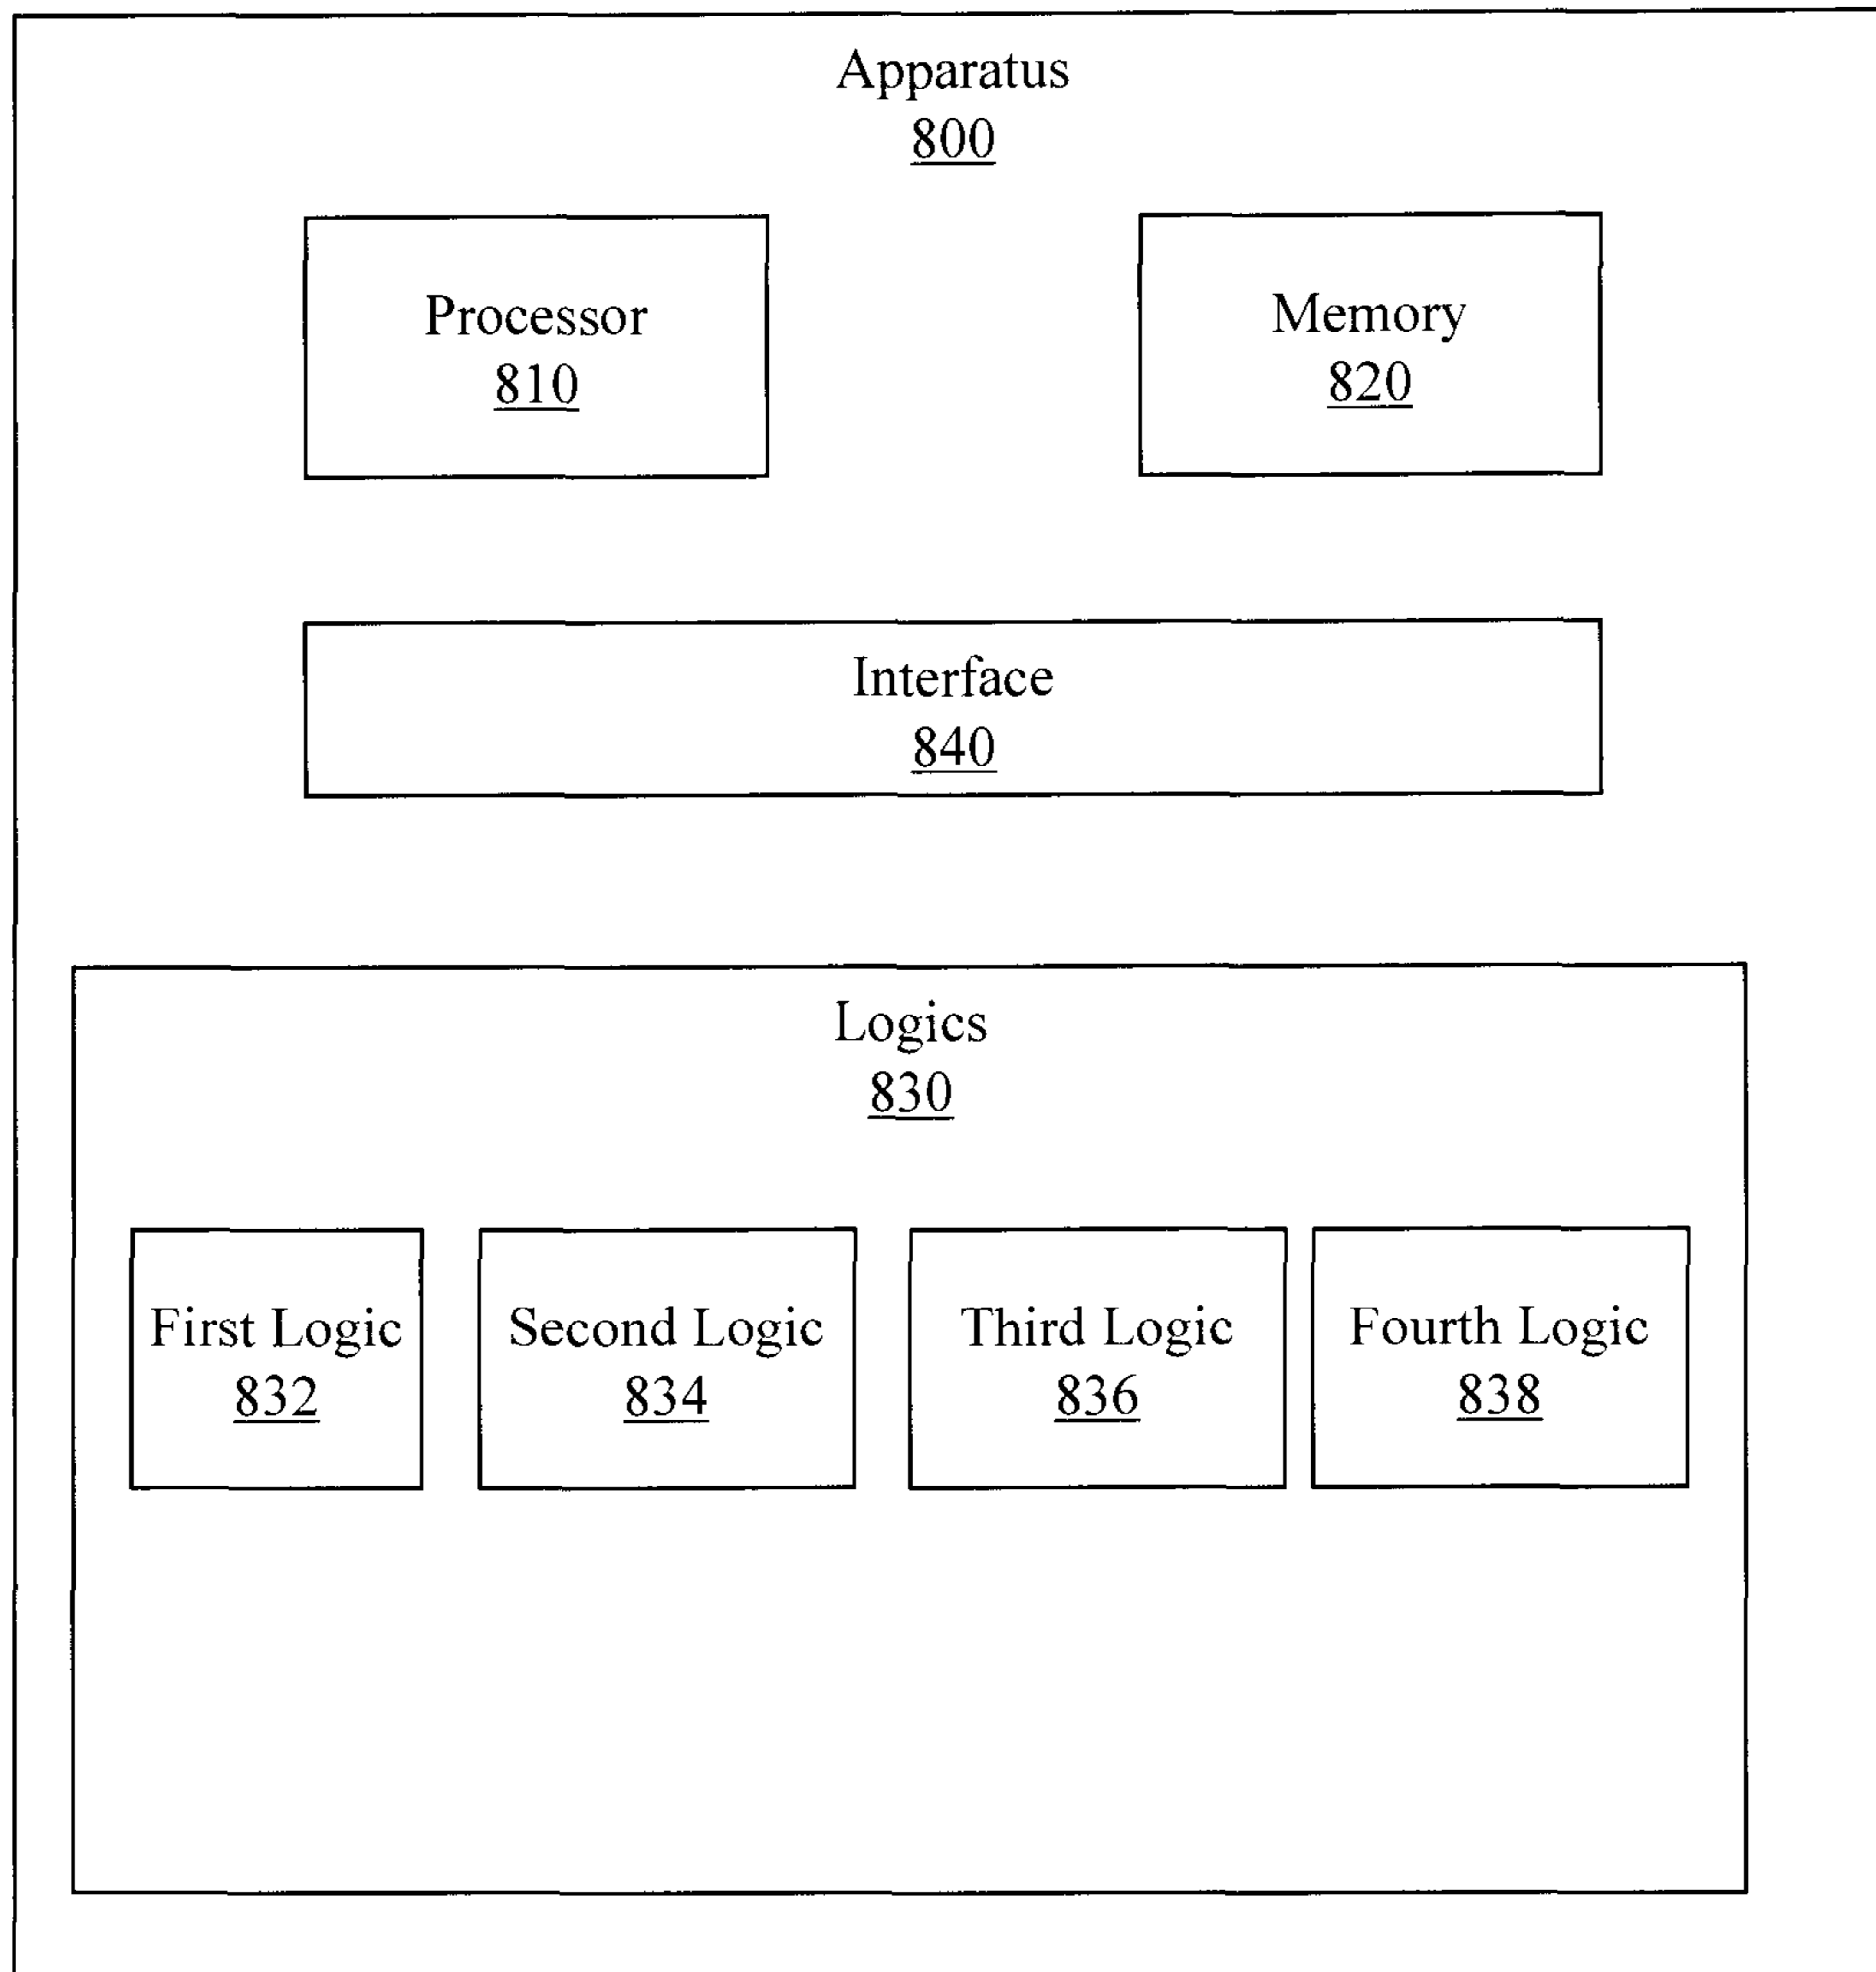 Apparatus
800
Processor
810
Memory
820
Interface
840
Logics
830
First Logic
832
Second Logic
834
Third Logic
836
Fourth Logic
838